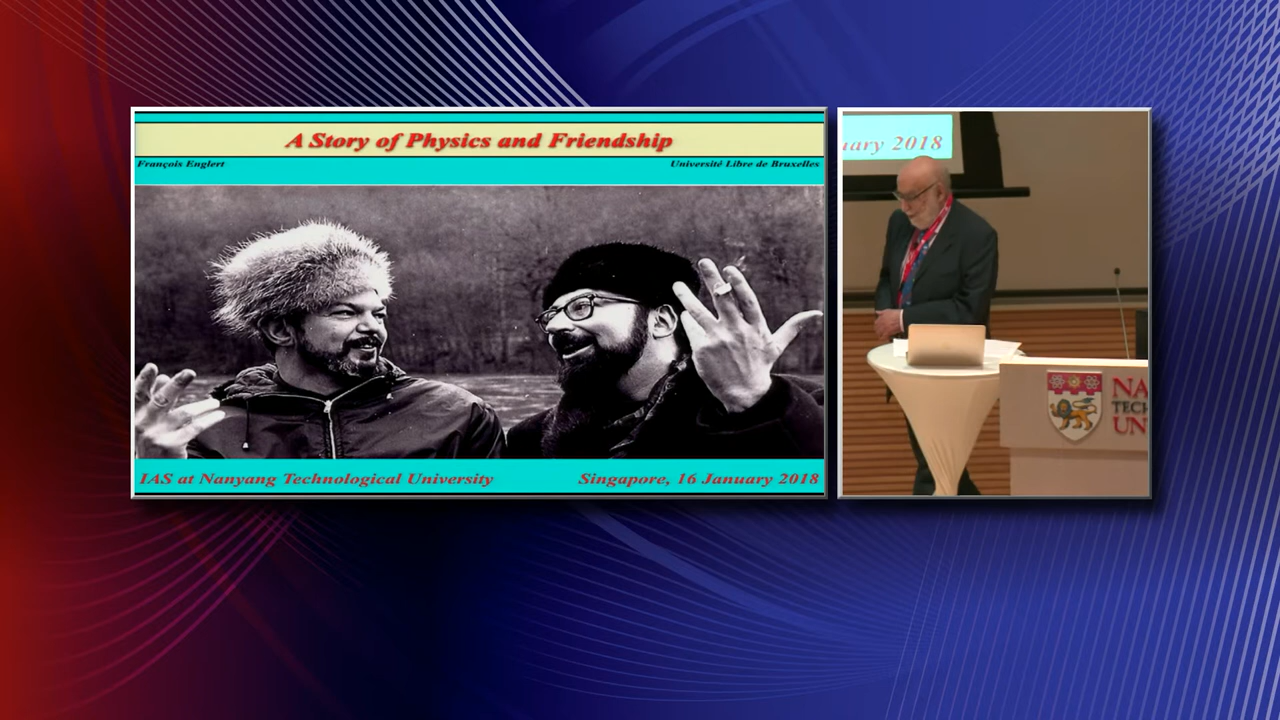 A Story of Physics and Friendship
François Englert
Université Libre de Bruxelles
IAS at Nanyang Technological University
Singapore, 16 January 2018
2018
NA
TECH
UN